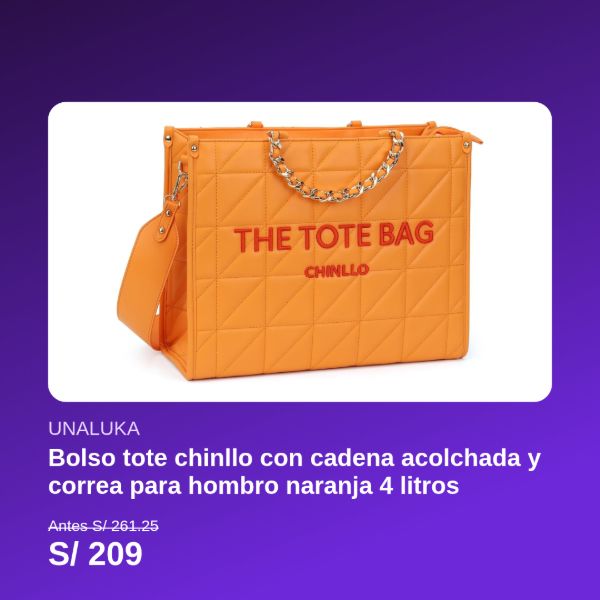 THE TOTE BAG
CHINLLO
UNALUKA
Bolso tote chinllo con cadena acolchada y
correa para hombro naranja 4 litros
Antes S/ 261.25
S/ 209